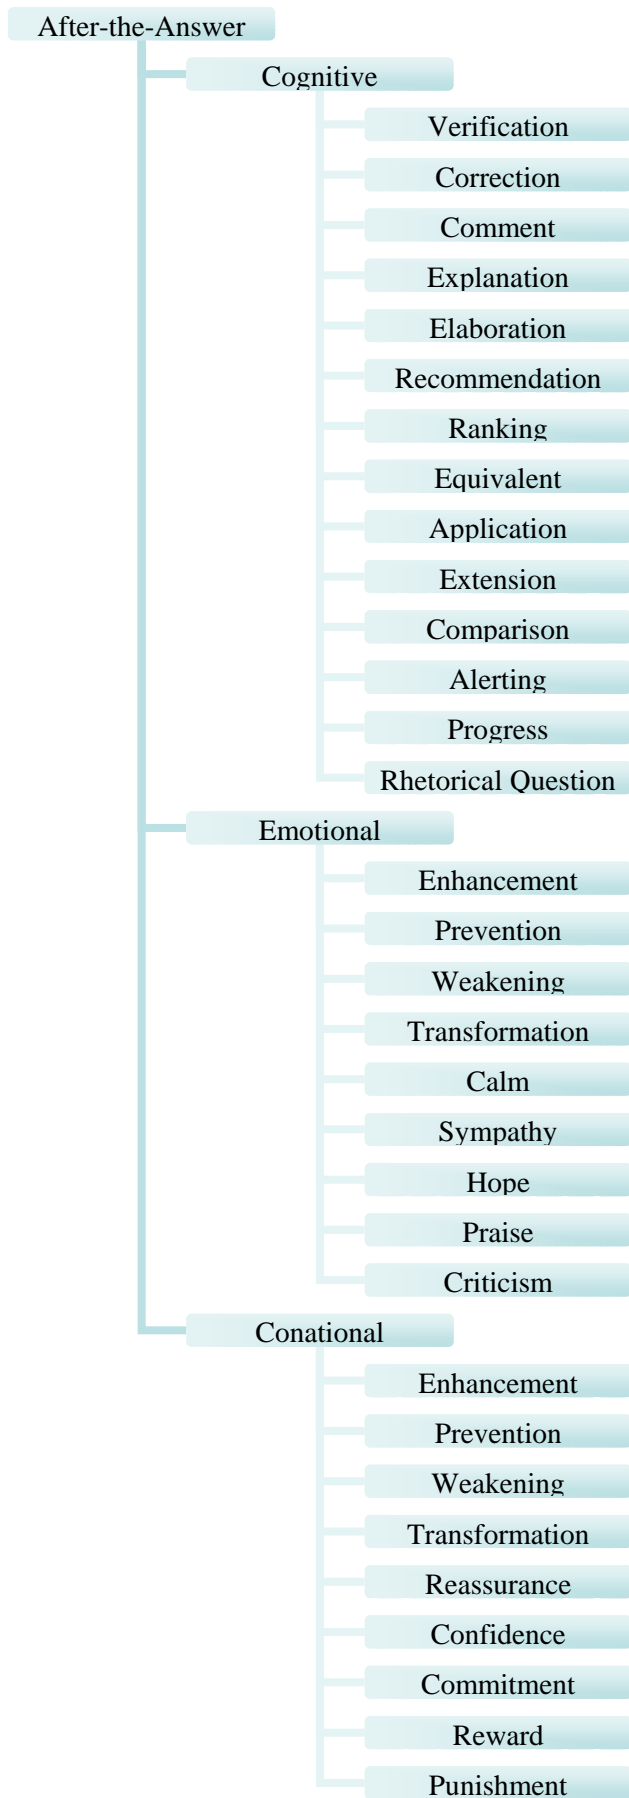 After-the-Answer
Cognitive
Verification
Correction
Comment
Explanation
Elaboration
Recommendation
Ranking
Equivalent
Application
Extension
Comparison
Alerting
Progress
Rhetorical Question
Emotional
Enhancement
Prevention
Weakening
Transformation
Calm
Sympathy
Hope
Praise
Criticism
Conational
Enhancement
Prevention
Weakening
Transformation
Reassurance
Confidence
Commitment
Reward
Punishment